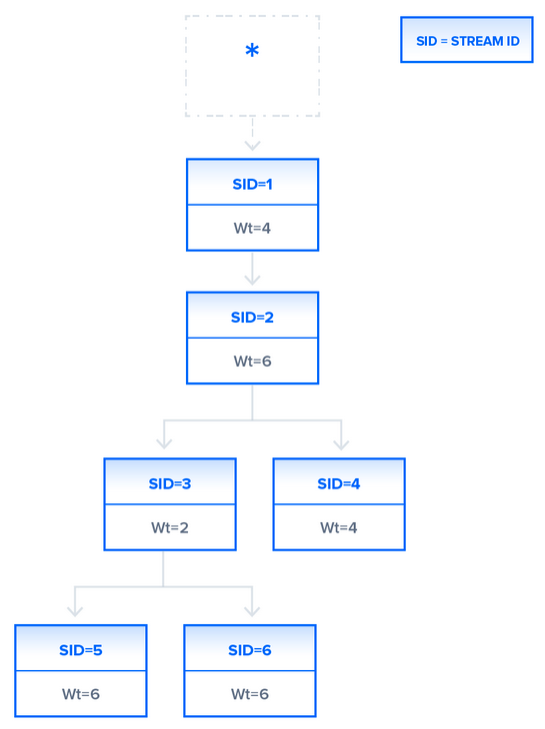 *
SID = STREAM ID
SID=1
Wt=4
SID=2
Wt=6
SID=3
SID=4
Wt=2
Wt=4
SID=5
SID=6
Wt=6
Wt=6